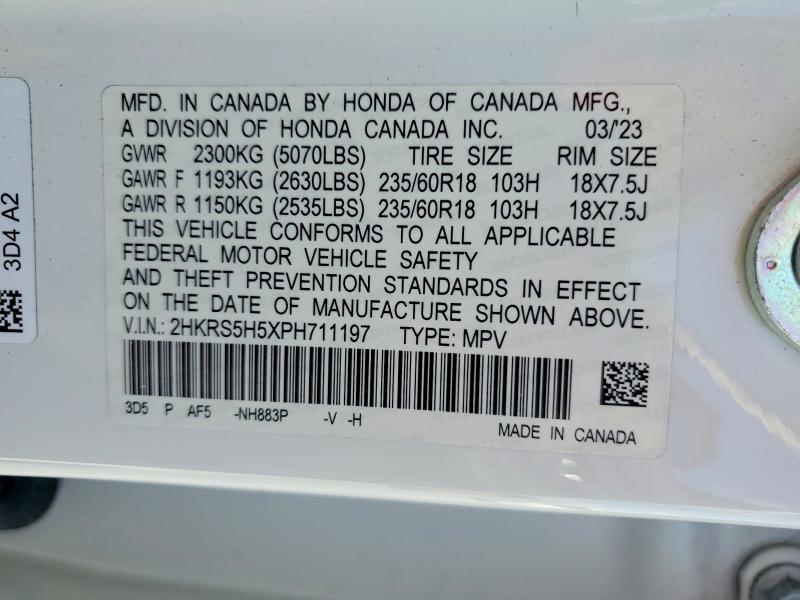 MFD. IN CANADA BY HONDA OF CANADA MFG.,
A DIVISION OF HONDA CANADA INC. 03/'23
GVWR 2300KG (5070LBS) TIRE SIZE RIM SIZE
GAWR F 1193KG (2630LBS) 235/60R18 103H 18X7.5J
GAWR R 1150KG (2535LBS) 235/60R18 103H 18X7.5J
THIS VEHICLE CONFORMS TO ALL APPLICABLE
FEDERAL MOTOR VEHICLE SAFETY
AND THEFT PREVENTION STANDARDS IN EFFECT
ON THE DATE OF MANUFACTURE SHOWN ABOVE.
V.I.N.: 2HKRS5H5XPH711197 TYPE: MPV
3D5 P AF5 -NH883P -V -H
MADE IN CANADA
3D4 A2